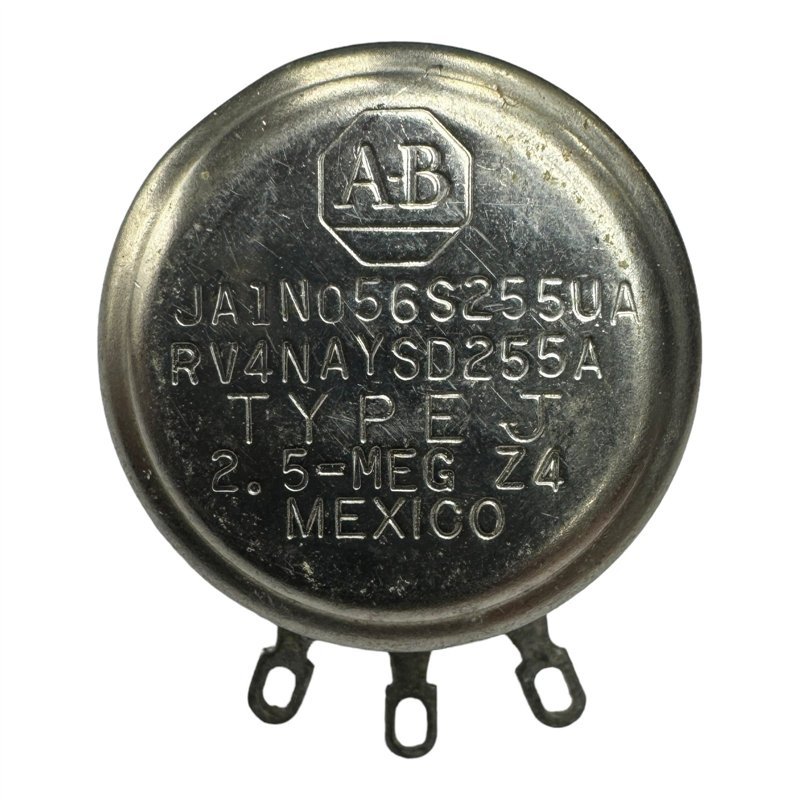 A-B
JA1N056S255UA
RV4NAYSD255A
TYPE J
2.5-MEG Z4
MEXICO